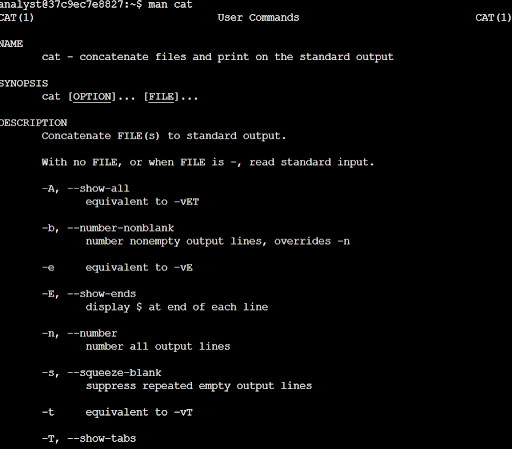 analyst@37c9ec7e8827:~$ man cat
CAT(1) User Commands CAT(1)
NAME
cat - concatenate files and print on the standard output
SYNOPSIS
cat [OPTION]... [FILE]...
DESCRIPTION
Concatenate FILE(s) to standard output.
With no FILE, or when FILE is -, read standard input.
-A, --show-all
equivalent to -vET
-b, --number-nonblank
number nonempty output lines, overrides -n
-e equivalent to -vE
-E, --show-ends
display $ at end of each line
-n, --number
number all output lines
-s, --squeeze-blank
suppress repeated empty output lines
-t equivalent to -vT
-T, --show-tabs